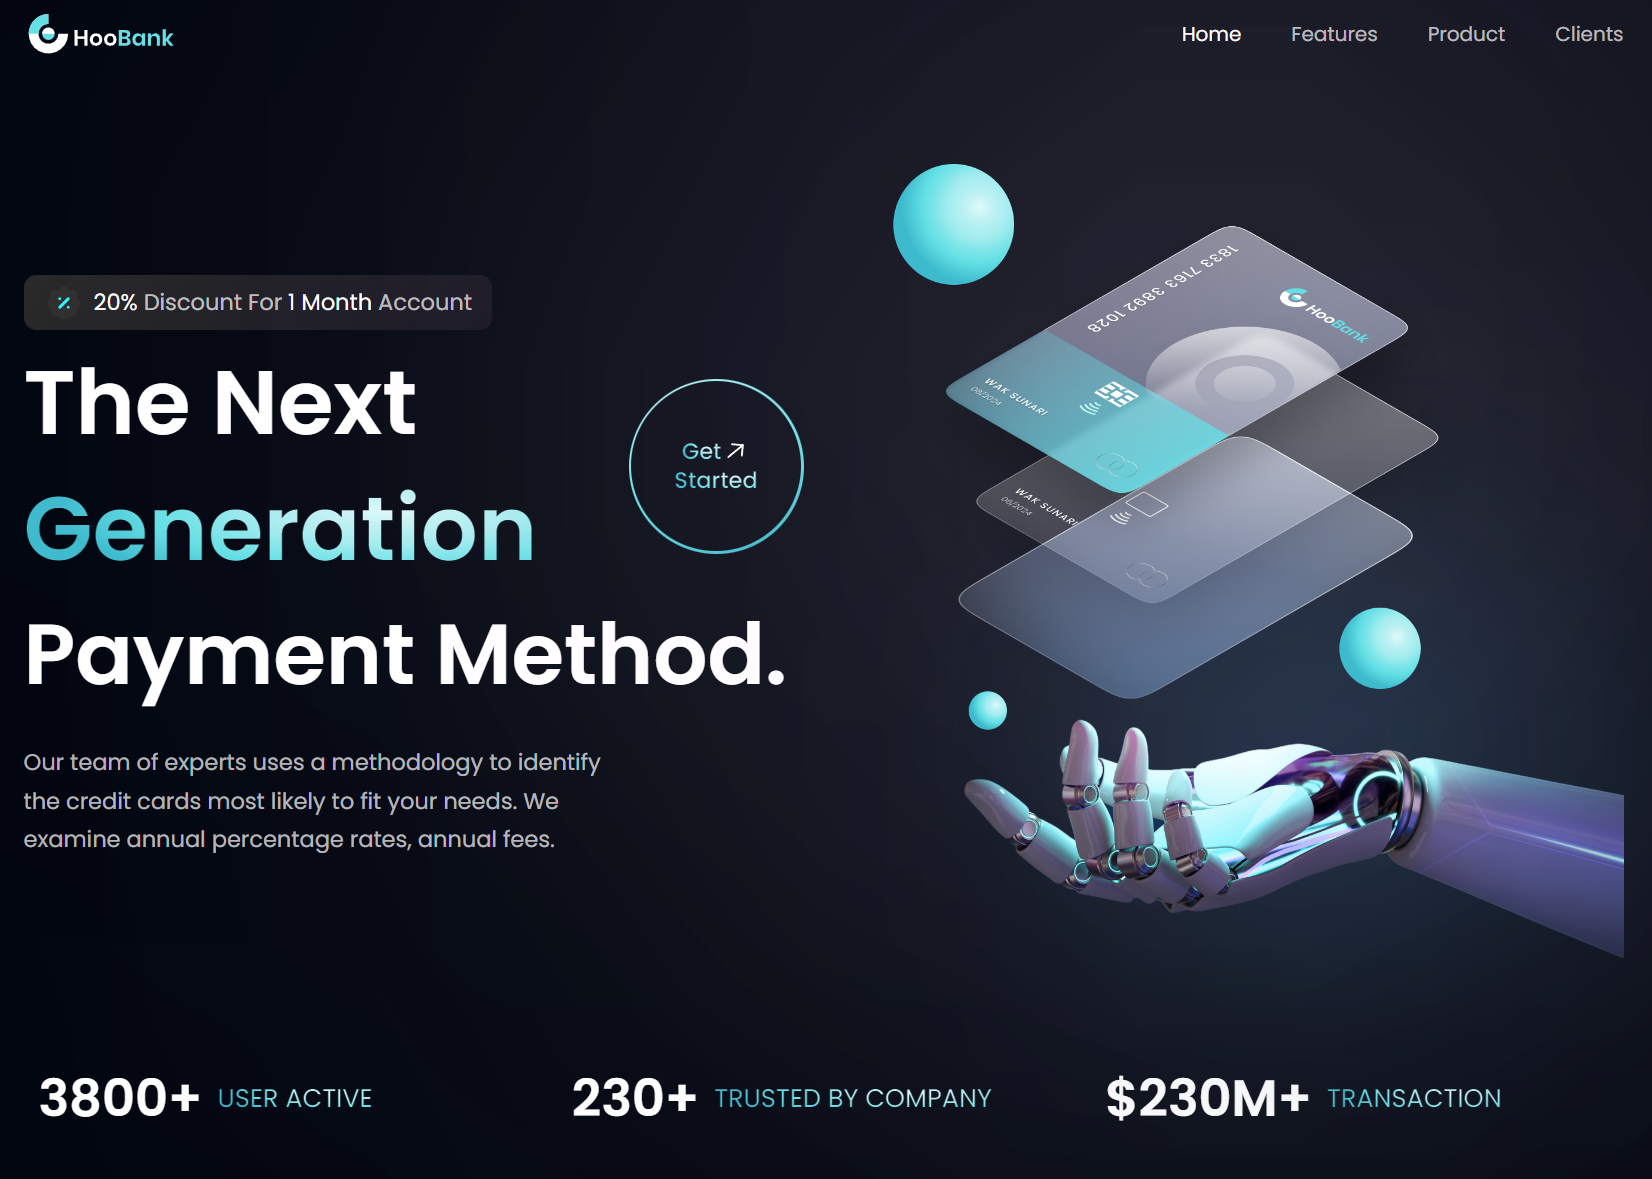 HooBank
Home Features Product Clients
20% Discount For 1 Month Account
The Next
Generation
Payment Method.
Get
Started
Our team of experts uses a methodology to identify
the credit cards most likely to fit your needs. We
examine annual percentage rates, annual fees.
1833 7163 3892 1028
HooBank
WAK SUNARI
08/2024
WAK SUNARI
08/2024
3800+ USER ACTIVE
230+ TRUSTED BY COMPANY
$230M+ TRANSACTION